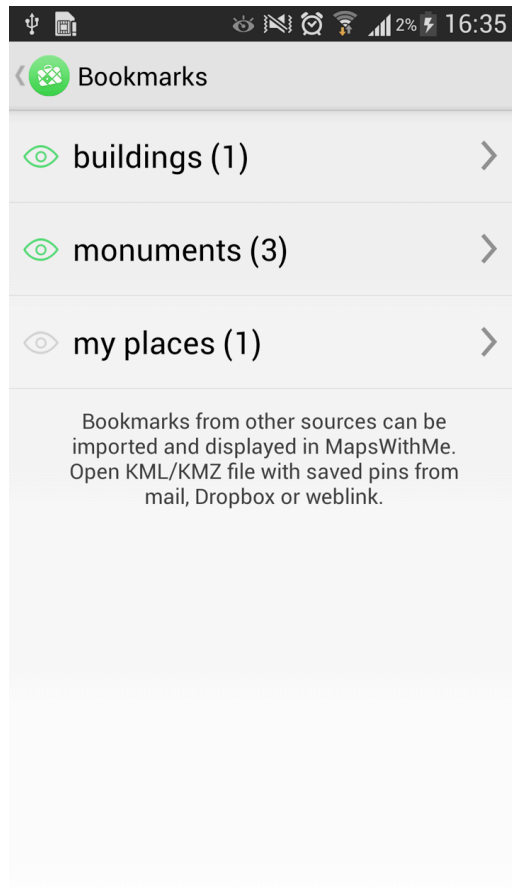 2% 16:35
Bookmarks
buildings (1)
monuments (3)
my places (1)
Bookmarks from other sources can be
imported and displayed in MapsWithMe.
Open KML/KMZ file with saved pins from
mail, Dropbox or weblink.